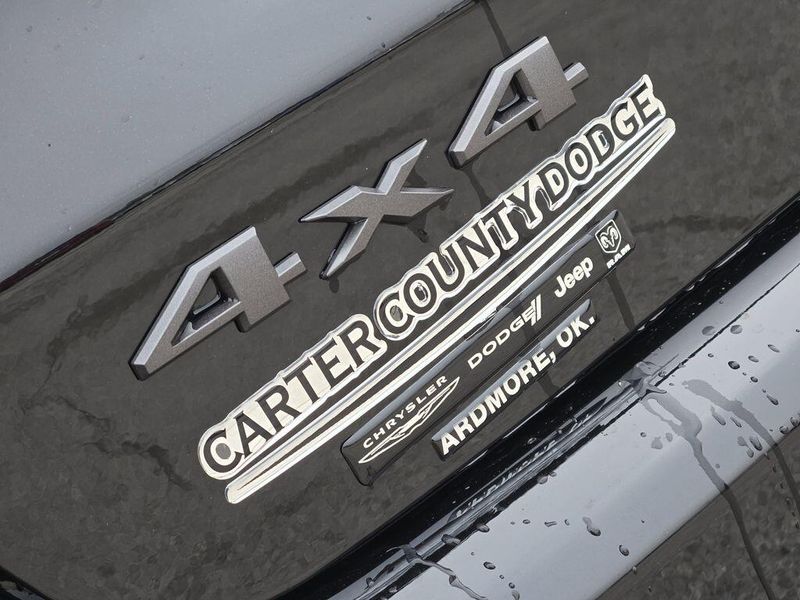 4X4
CARTER COUNTY DODGE
CHRYSLER DODGE Jeep RAM
ARDMORE, OK.